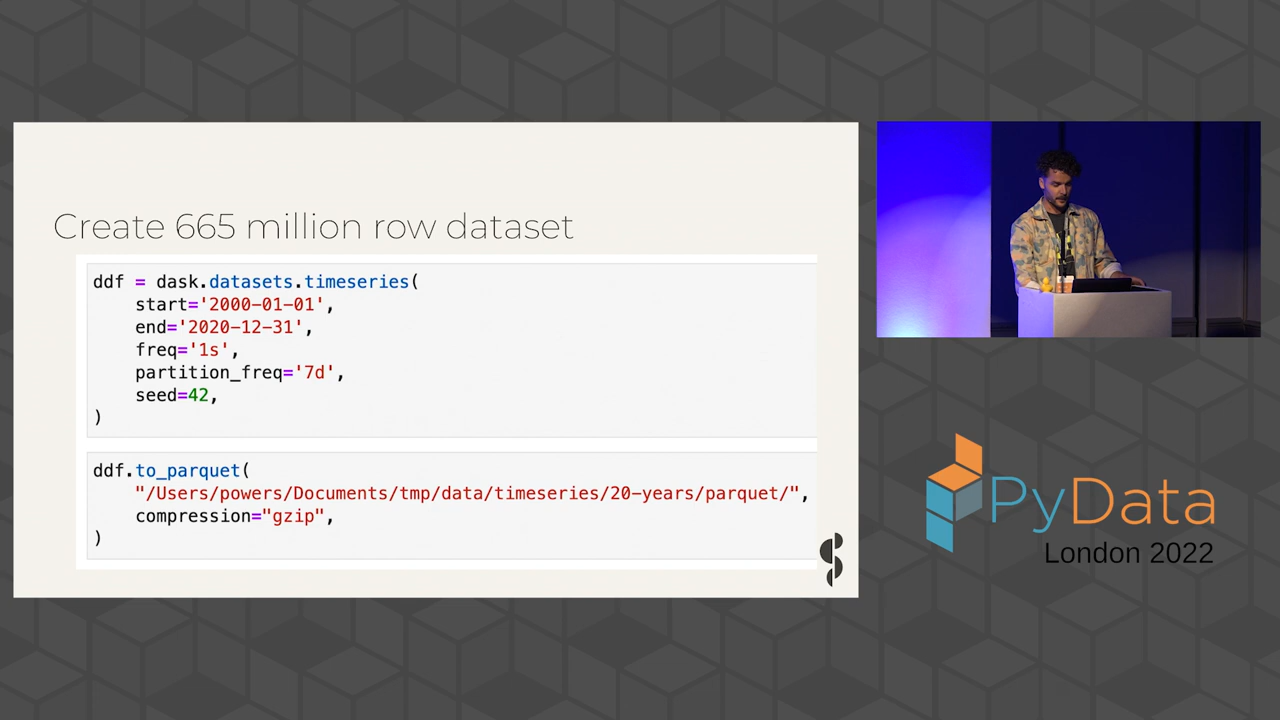 Create 665 million row dataset
ddf = dask.datasets.timeseries(
    start='2000-01-01',
    end='2020-12-31',
    freq='1s',
    partition_freq='7d',
    seed=42,
)
ddf.to_parquet(
    "/Users/powers/Documents/tmp/data/timeseries/20-years/parquet/",
    compression="gzip",
)
PyData
London 2022